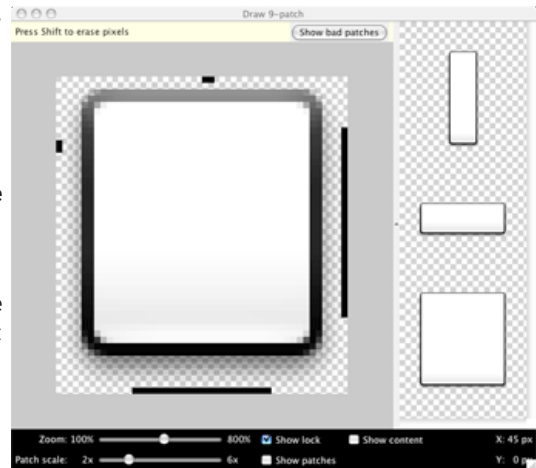 Draw 9-patch
Press Shift to erase pixels
Show bad patches
Zoom: 100% 800% Show lock Show content X: 45 px
Patch scale: 2x 6x Show patches Y: 0 px